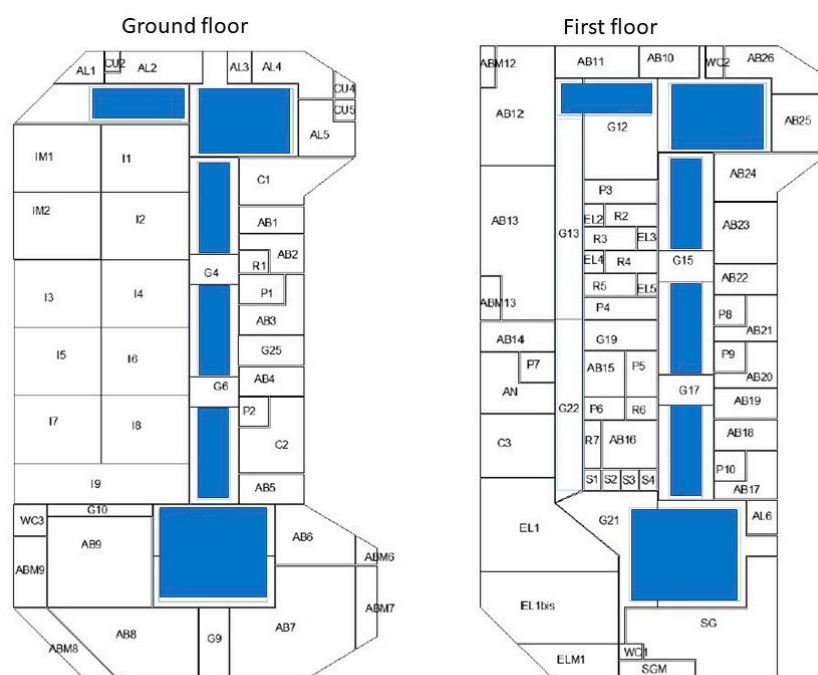 Ground floor
First floor
AL1
CU2
AL2
AL3
AL4
CU4
CU5
AL5
IM1
I1
C1
IM2
I2
AB1
AB2
R1
G4
I3
I4
P1
AB3
I5
I6
G25
G6
AB4
I7
I8
P2
C2
I9
AB5
G10
WC3
AB9
AB6
ABM6
ABM9
ABM7
ABM8
AB8
G9
AB7
ABM12
AB11
AB10
WC2
AB26
AB12
G12
AB25
AB24
P3
AB13
G13
EL2
R2
AB23
R3
EL3
EL4
R4
G15
R5
EL5
AB22
ABM13
P4
P8
AB21
AB14
G19
P7
AB15
P5
P9
AN
AB20
G22
G17
P6
R6
AB19
C3
R7
AB16
AB18
P10
S1
S2
S3
S4
AB17
EL1
G21
AL6
EL1bis
SG
WC1
ELM1
SGM